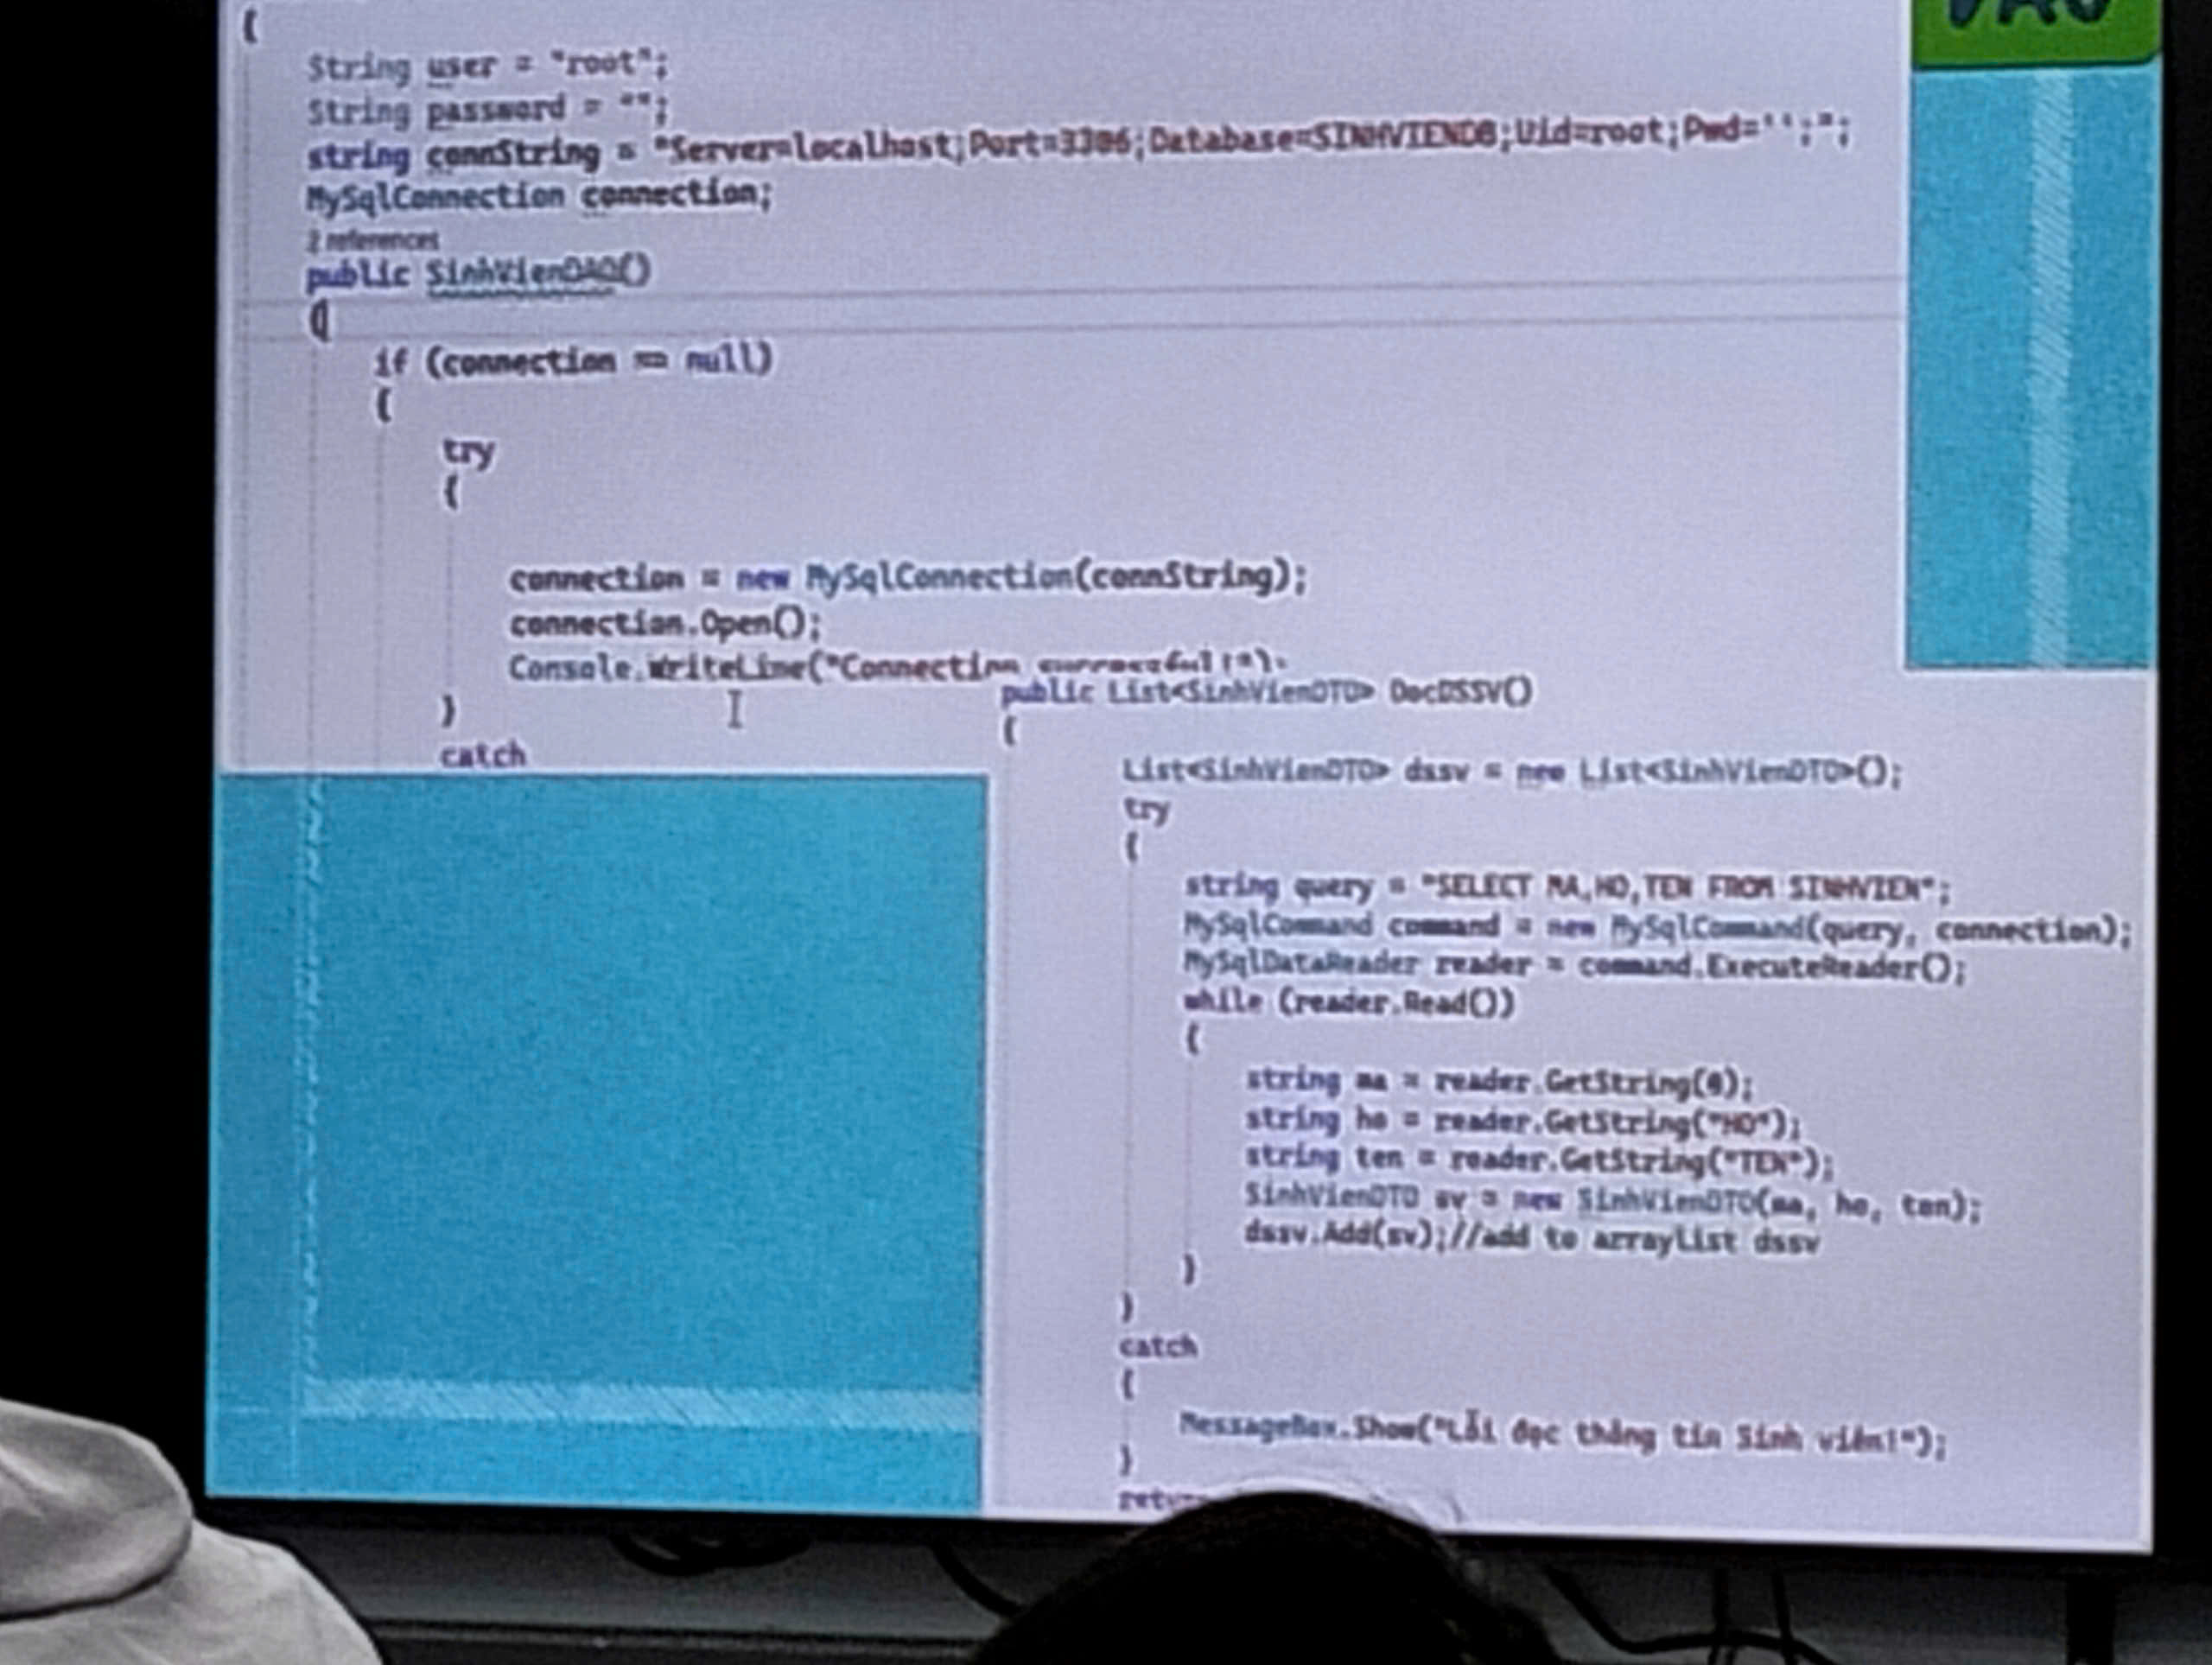 DAO
{
String user = "root";
String password = "";
string connString = "Server=localhost;Port=3306;Database=SINHVIENDB;Uid=root;Pwd='';";
MySqlConnection connection;
2 references
public SinhVienDAO()
{
if (connection == null)
{
try
{
connection = new MySqlConnection(connString);
connection.Open();
Console.WriteLine("Connection successful!");
}
catch
public List<SinhVienDTO> DocDSSV()
{
List<SinhVienDTO> dssv = new List<SinhVienDTO>();
try
{
string query = "SELECT MA,HO,TEN FROM SINHVIEN";
MySqlCommand command = new MySqlCommand(query, connection);
MySqlDataReader reader = command.ExecuteReader();
while (reader.Read())
{
string ma = reader.GetString(0);
string ho = reader.GetString("HO");
string ten = reader.GetString("TEN");
SinhVienDTO sv = new SinhVienDTO(ma, ho, ten);
dssv.Add(sv);//add to arrayList dssv
}
}
catch
{
MessageBox.Show("Lỗi đọc thông tin Sinh viên!");
}